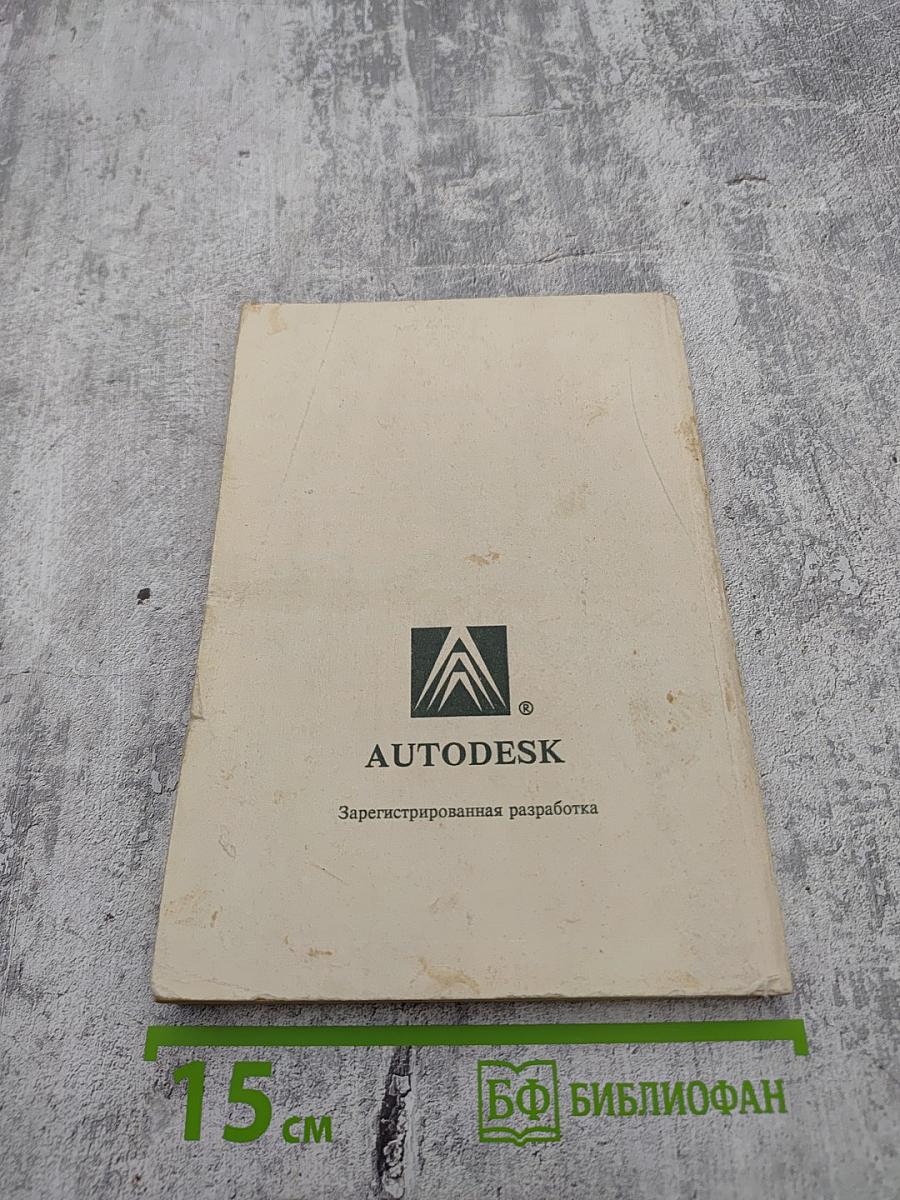 ®
AUTODESK
Зарегистрированная разработка
15 см
БФ БИБЛИОФАН